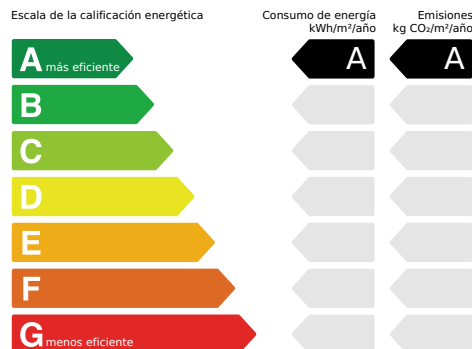 Escala de la calificación energética
Consumo de energía
kWh/m²/año
Emisiones
kg CO₂/m²/año
A más eficiente
A
A
B
C
D
E
F
G menos eficiente